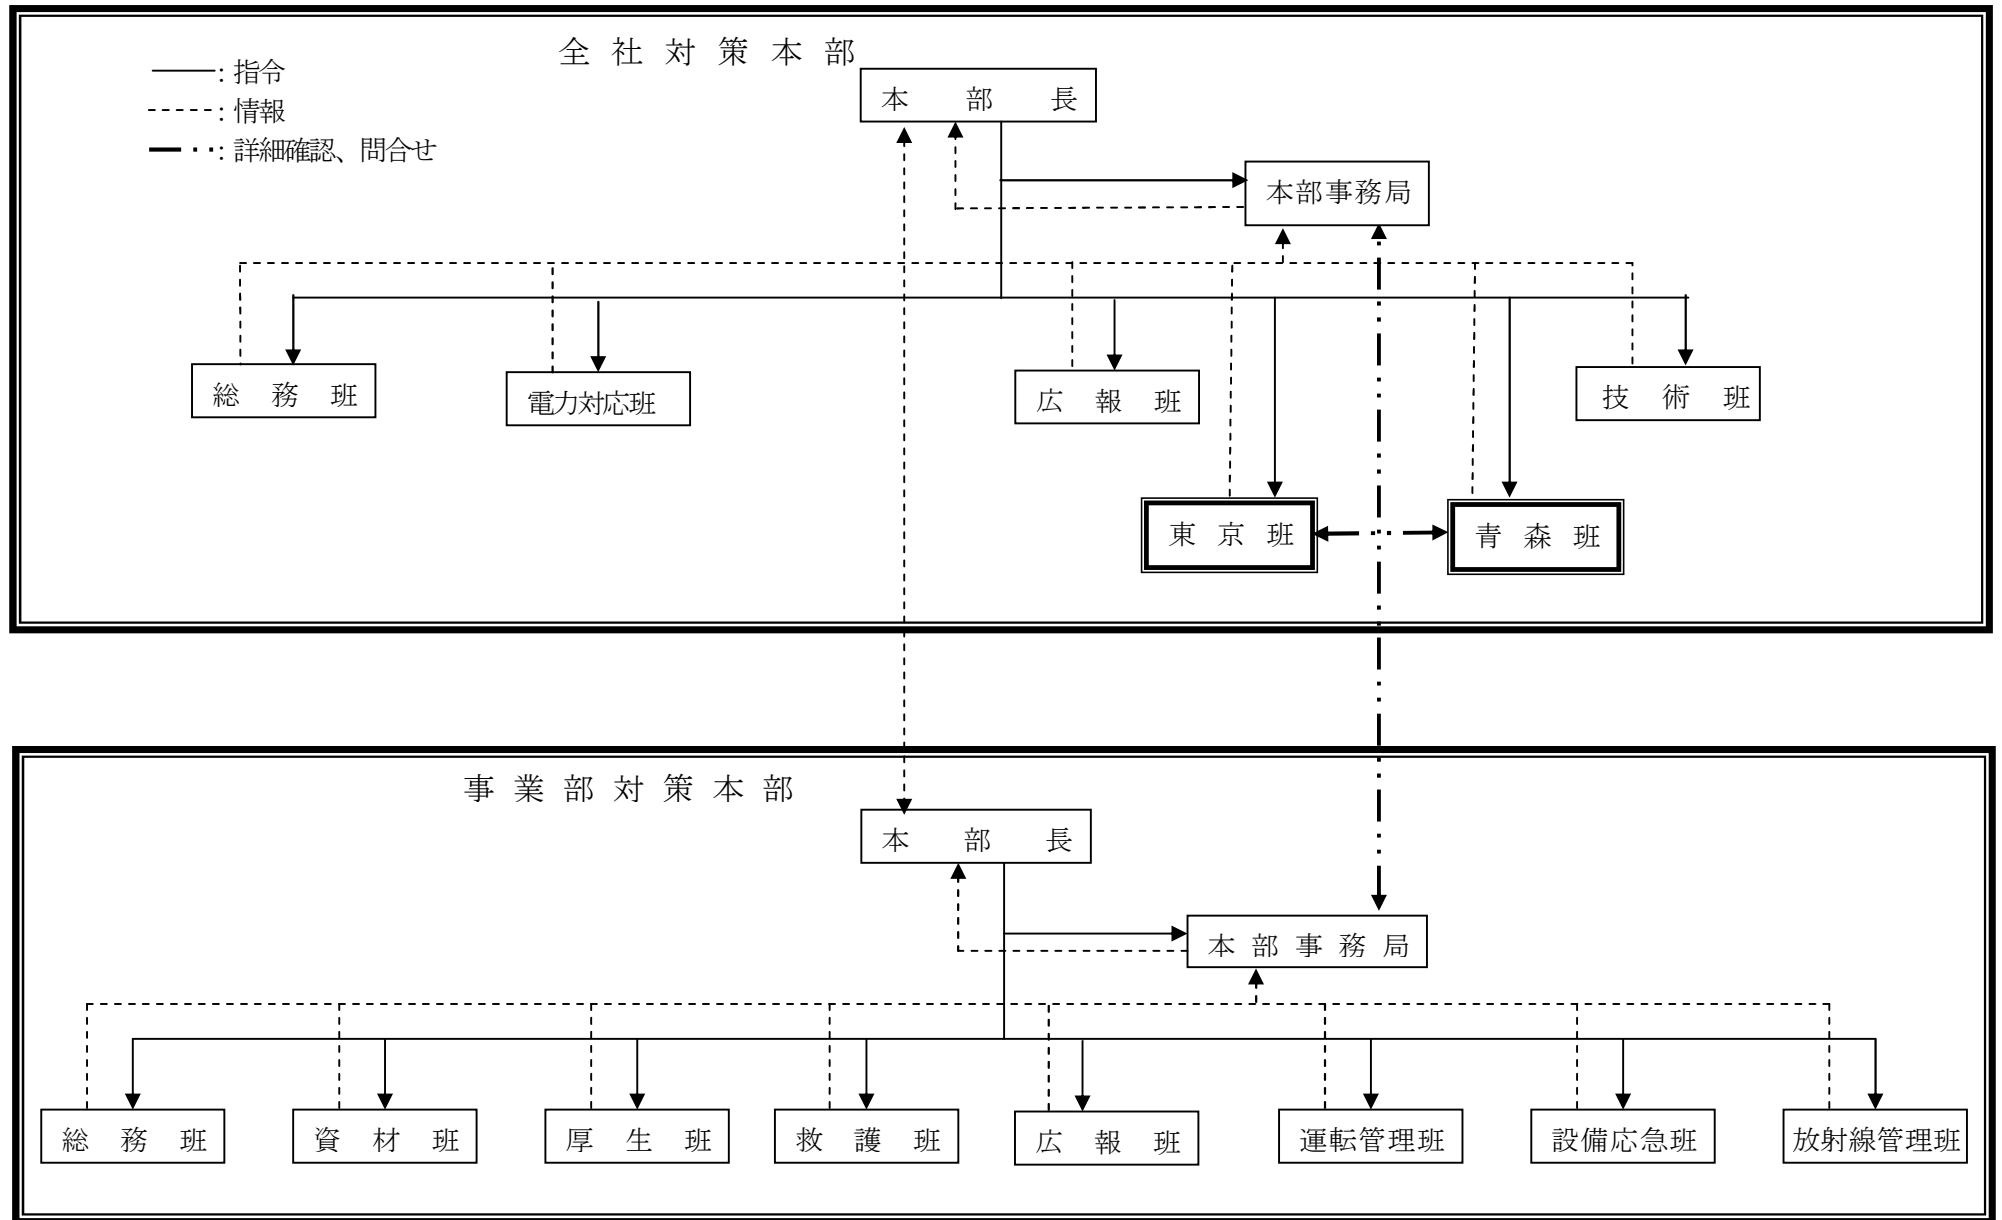 全社対策本部
: 指令
: 情報
: 詳細確認、問合せ
本部長
本部事務局
総務班
電力対応班
広報班
技術班
東京班
青森班
事業部対策本部
本部長
本部事務局
総務班
資材班
厚生班
救護班
広報班
運転管理班
設備応急班
放射線管理班